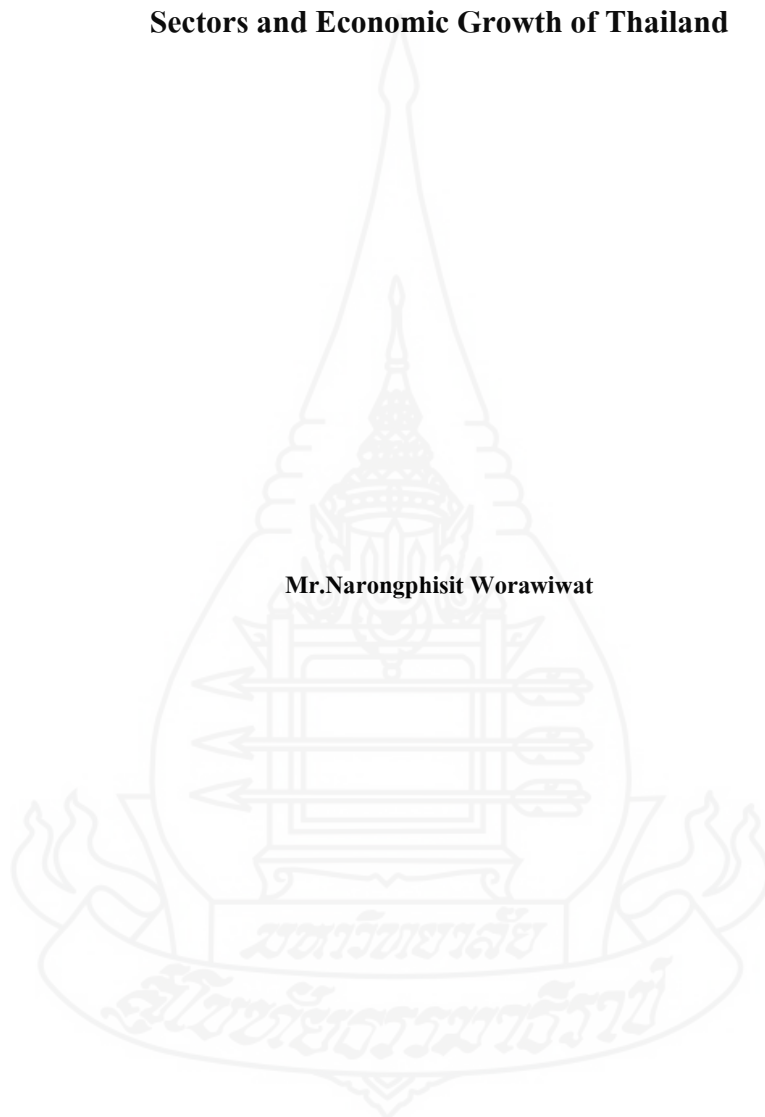 Sectors and Economic Growth of Thailand
Mr.Narongphisit Worawiwat
มหาวิทยาลัย
สุโขทัยธรรมาธิราช